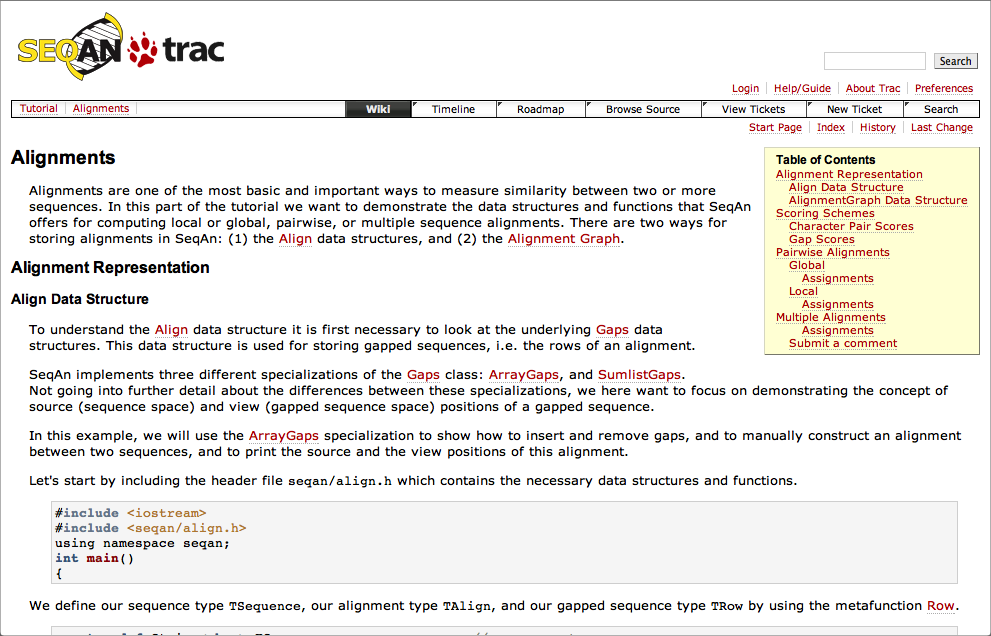 SEQAN trac
Search
Login Help/Guide About Trac Preferences
Tutorial Alignments Wiki Timeline Roadmap Browse Source View Tickets New Ticket Search
Start Page Index History Last Change
Alignments
Alignments are one of the most basic and important ways to measure similarity between two or more
sequences. In this part of the tutorial we want to demonstrate the data structures and functions that SeqAn
offers for computing local or global, pairwise, or multiple sequence alignments. There are two ways for
storing alignments in SeqAn: (1) the Align data structures, and (2) the Alignment Graph.
Table of Contents
Alignment Representation
Align Data Structure
AlignmentGraph Data Structure
Scoring Schemes
Character Pair Scores
Gap Scores
Pairwise Alignments
Global
Assignments
Local
Assignments
Multiple Alignments
Assignments
Submit a comment
Alignment Representation
Align Data Structure
To understand the Align data structure it is first necessary to look at the underlying Gaps data
structures. This data structure is used for storing gapped sequences, i.e. the rows of an alignment.
SeqAn implements three different specializations of the Gaps class: ArrayGaps, and SumlistGaps.
Not going into further detail about the differences between these specializations, we here want to focus on demonstrating the concept of
source (sequence space) and view (gapped sequence space) positions of a gapped sequence.
In this example, we will use the ArrayGaps specialization to show how to insert and remove gaps, and to manually construct an alignment
between two sequences, and to print the source and the view positions of this alignment.
Let's start by including the header file seqan/align.h which contains the necessary data structures and functions.
#include <iostream>
#include <seqan/align.h>
using namespace seqan;
int main()
{
We define our sequence type TSequence, our alignment type TAlign, and our gapped sequence type TRow by using the metafunction Row.